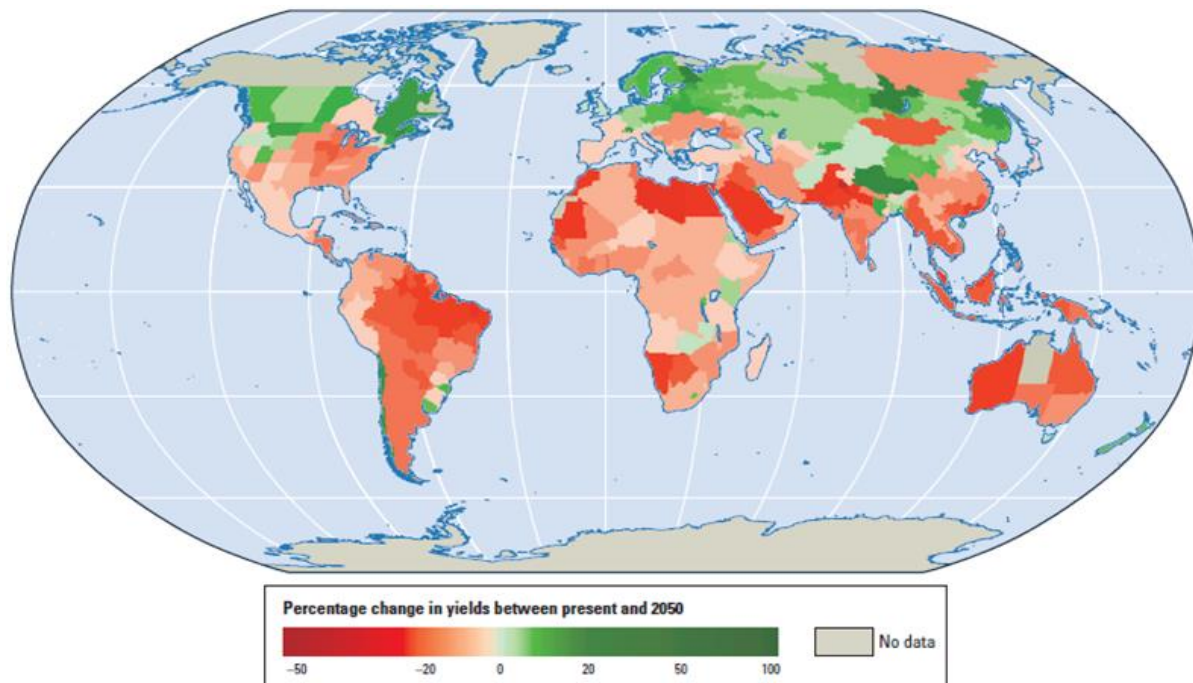 Percentage change in yields between present and 2050
No data
–50 –20 0 20 50 100